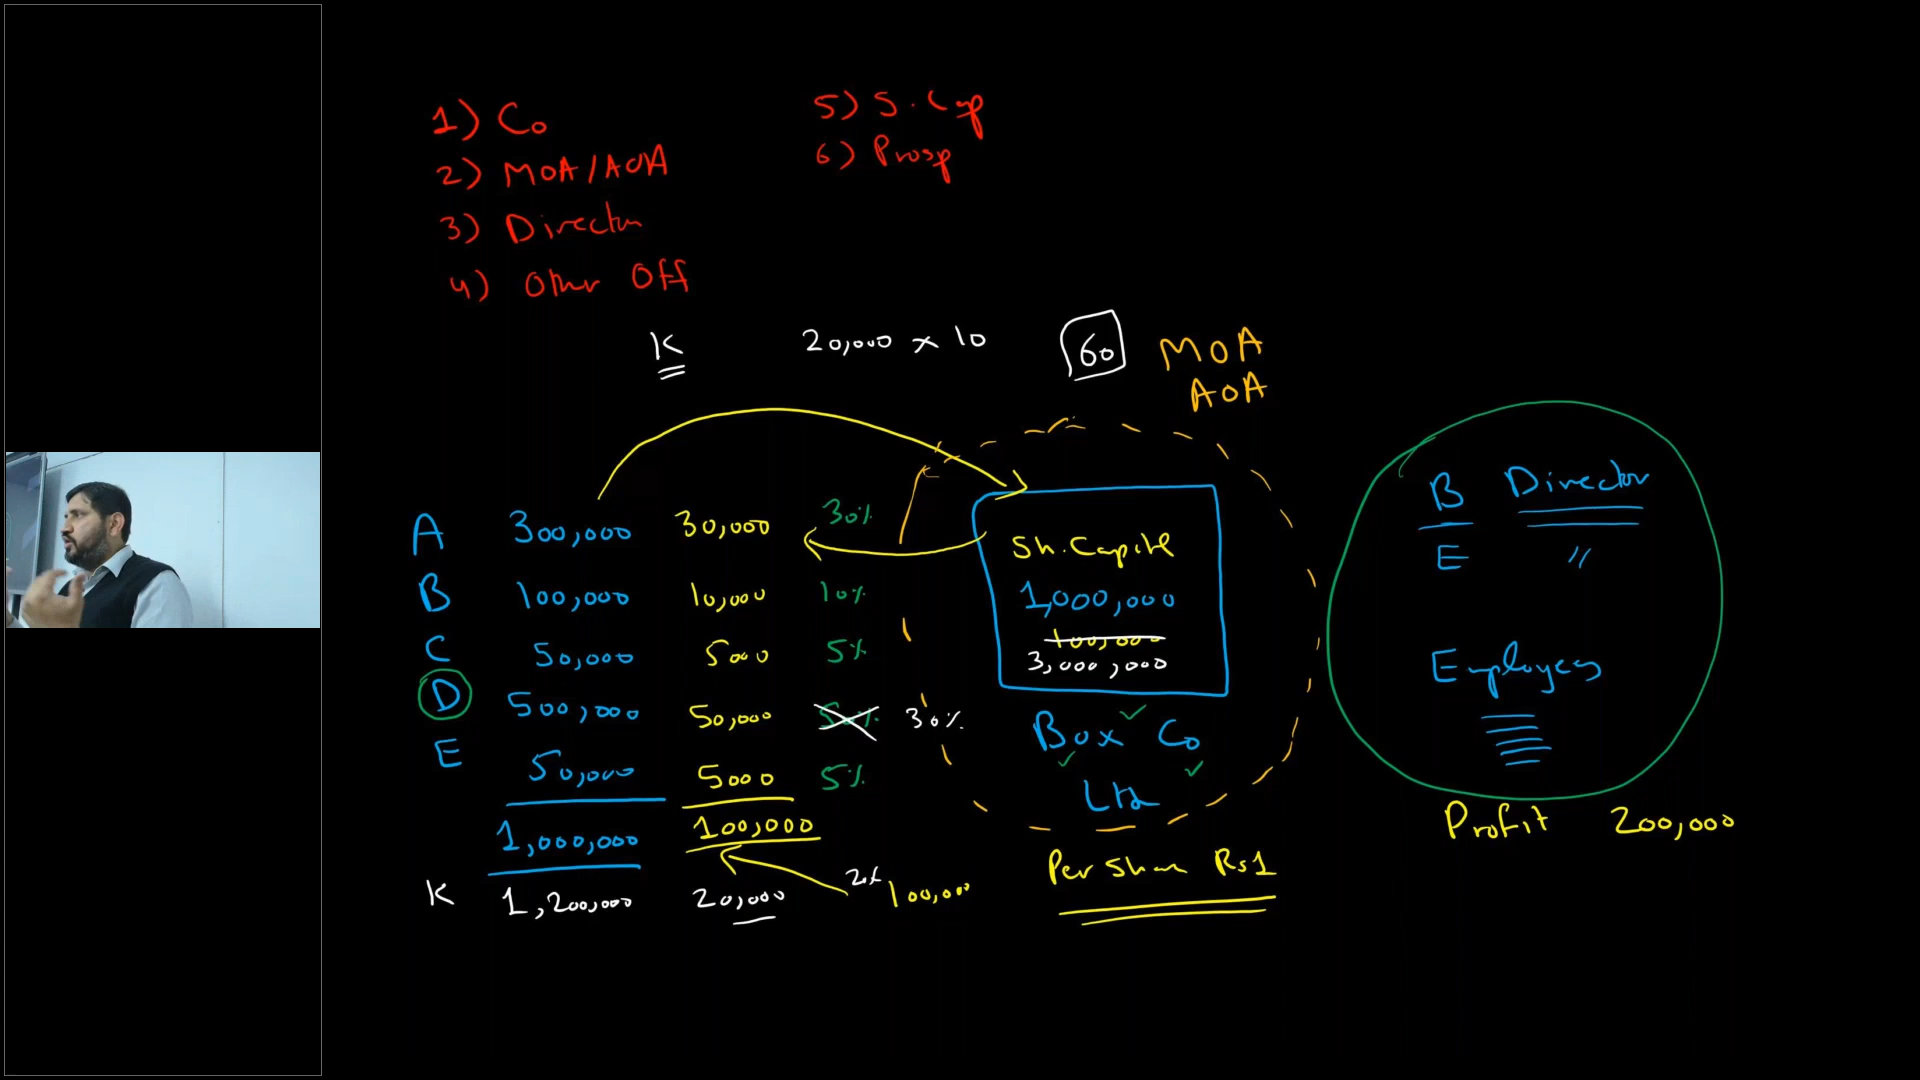 1) Co
2) MOA/AOA
3) Director
4) Other Off
5) S. Cap
6) Prosp
K 20,000 x 10 60
MOA
AOA
A 300,000 30,000 30%
B 100,000 10,000 10%
C 50,000 5000 5%
D 500,000 50,000 50% 30%
E 50,000 5000 5%
1,000,000 100,000
K 1,200,000 20,000 20% 100,000
Sh. Capital
1,000,000
100,000
3,000,000
Box Co
Ltd
Per Share Rs1
B Director
E "
Employees
Profit 200,000